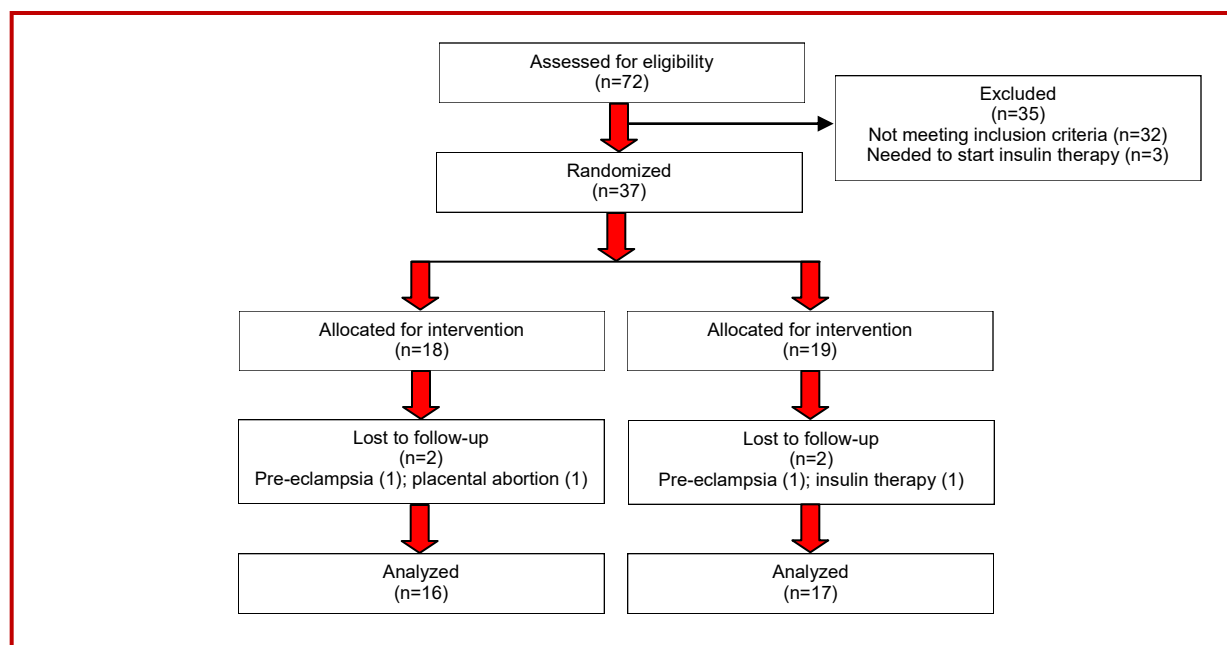 Assessed for eligibility
(n=72)
Excluded
(n=35)
Not meeting inclusion criteria (n=32)
Needed to start insulin therapy (n=3)
Randomized
(n=37)
Allocated for intervention
(n=18)
Allocated for intervention
(n=19)
Lost to follow-up
(n=2)
Pre-eclampsia (1); placental abortion (1)
Lost to follow-up
(n=2)
Pre-eclampsia (1); insulin therapy (1)
Analyzed
(n=16)
Analyzed
(n=17)